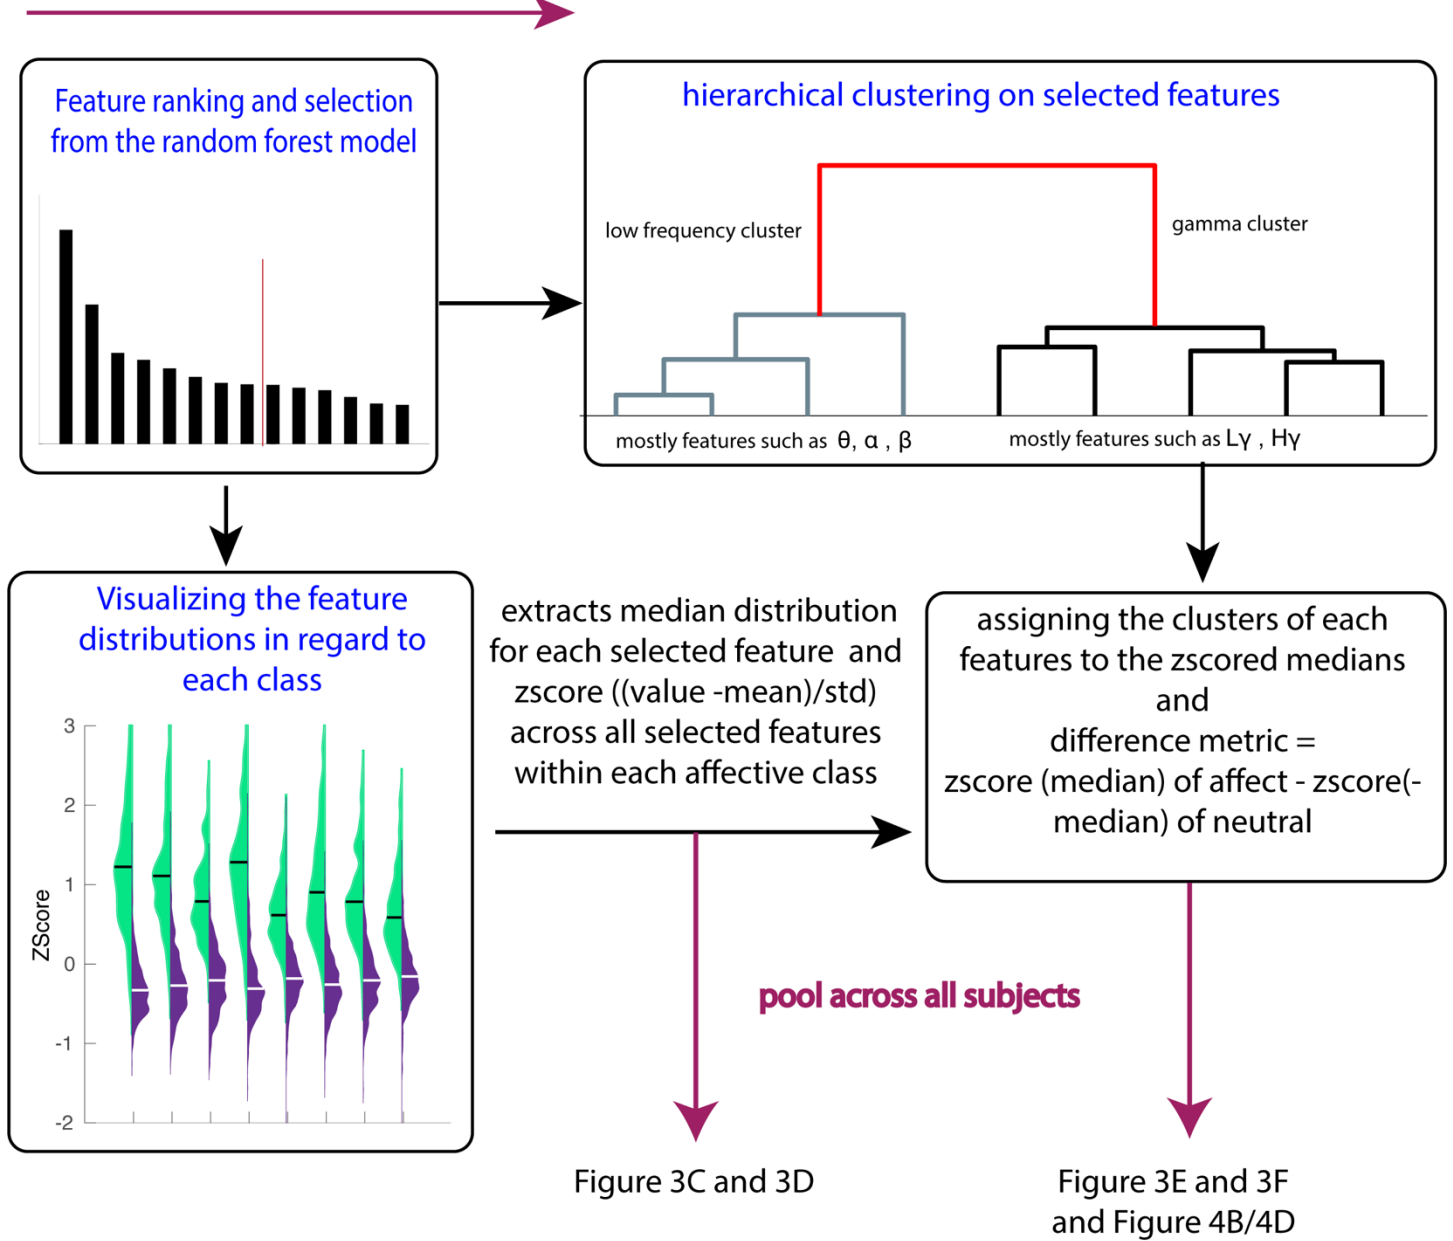 Feature ranking and selection
from the random forest model
hierarchical clustering on selected features
low frequency cluster
gamma cluster
mostly features such as θ, α , β
mostly features such as Lγ , Hγ
Visualizing the feature
distributions in regard to
each class
ZScore
3
2
1
0
-1
-2
extracts median distribution
for each selected feature and
zscore ((value -mean)/std)
across all selected features
within each affective class
assigning the clusters of each
features to the zscored medians
and
difference metric =
zscore (median) of affect - zscore(-
median) of neutral
pool across all subjects
Figure 3C and 3D
Figure 3E and 3F
and Figure 4B/4D